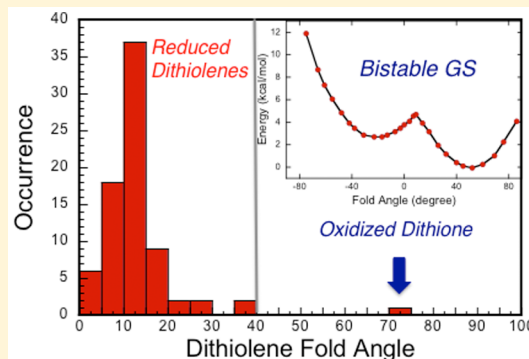 40
35
30
25
20
15
10
5
0
Occurrence
Reduced
Dithiolenes
12
10
8
6
4
2
0
Energy (kcal/mol)
Bistable GS
-80 -40 0 40 80
Fold Angle (degree)
Oxidized Dithione
0 10 20 30 40 50 60 70 80 90 100
Dithiolene Fold Angle